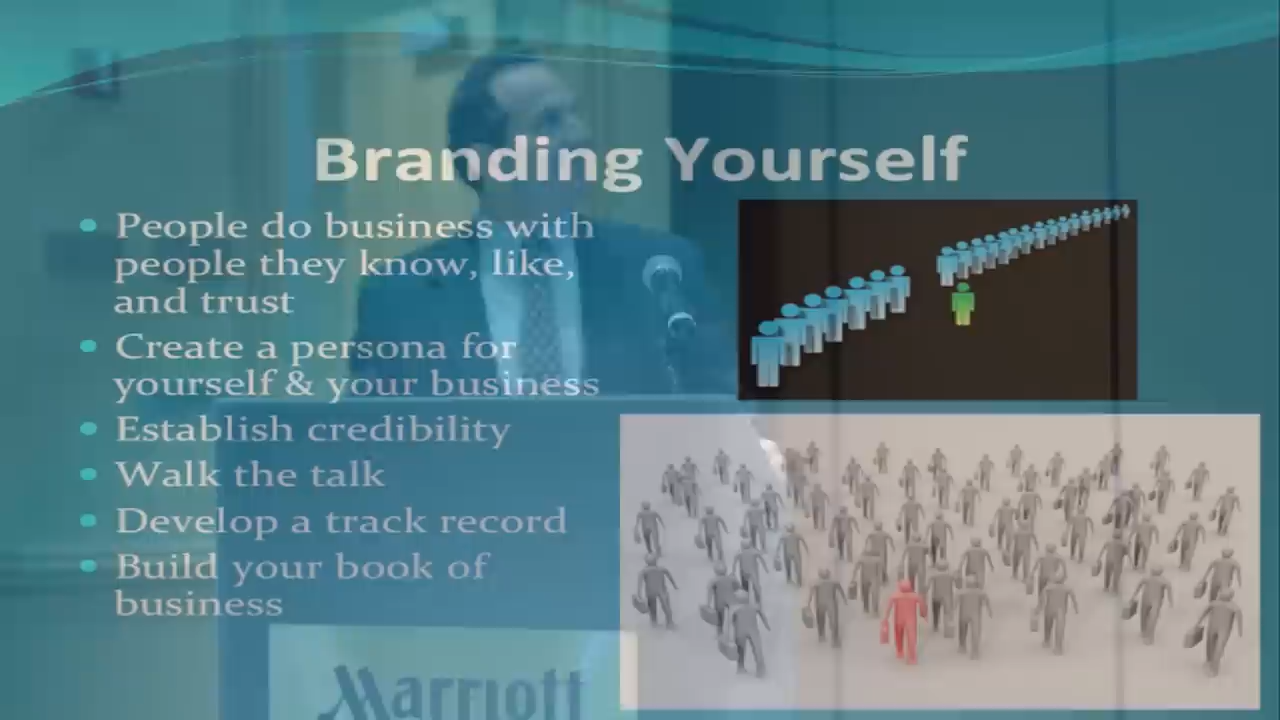 Branding Yourself
People do business with
people they know, like,
and trust
Create a persona for
yourself & your business
Establish credibility
Walk the talk
Develop a track record
Build your book of
business
Marriott